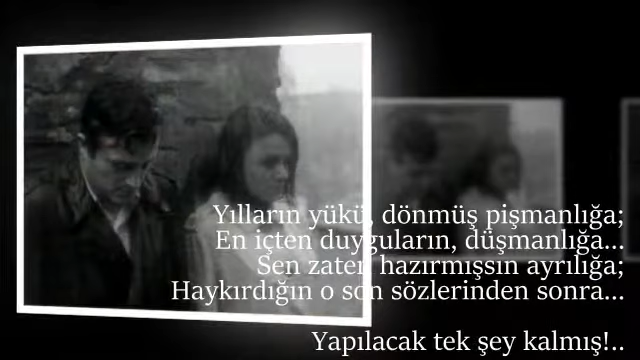 Yılların yükü, dönmüş pişmanlığa;
En içten duyguların, düşmanlığa...
Sen zaten hazırmışsın ayrılığa;
Haykırdığın o son sözlerinden sonra...
Yapılacak tek şey kalmış!..